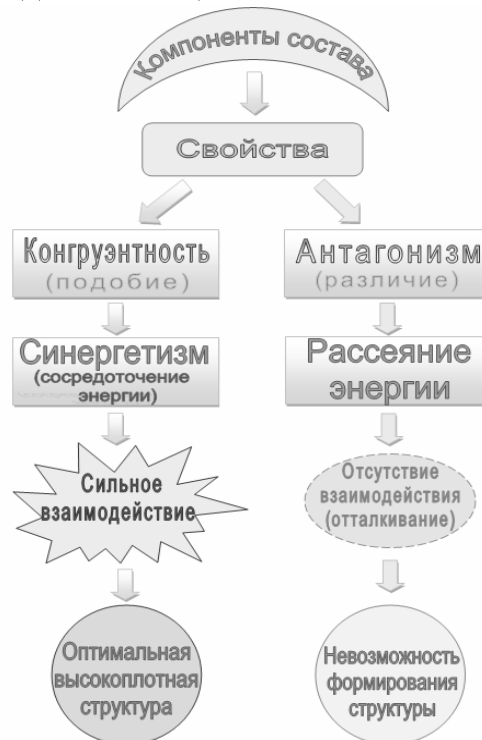 Компоненты состава
Свойства
Конгруэнтность
(подобие)
Антагонизм
(различие)
Синергетизм
(сосредоточение
энергии)
Рассеяние
энергии
Сильное
взаимодействие
Отсутствие
взаимодействия
(отталкивание)
Оптимальная
высокоплотная
структура
Невозможность
формирования
структуры